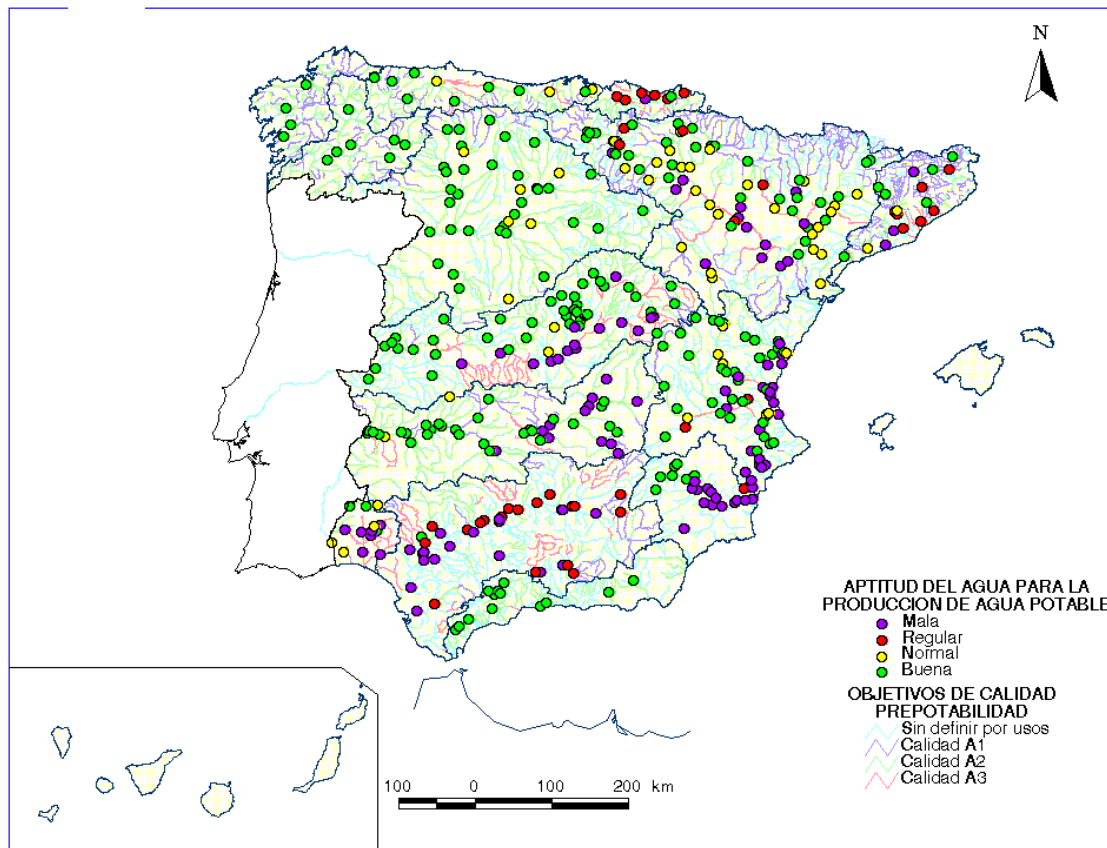 N
APTITUD DEL AGUA PARA LA
PRODUCCION DE AGUA POTABLE
Mala
Regular
Normal
Buena
OBJETIVOS DE CALIDAD
PREPOTABILIDAD
Sin definir por usos
Calidad A1
Calidad A2
Calidad A3
100 0 100 200 km